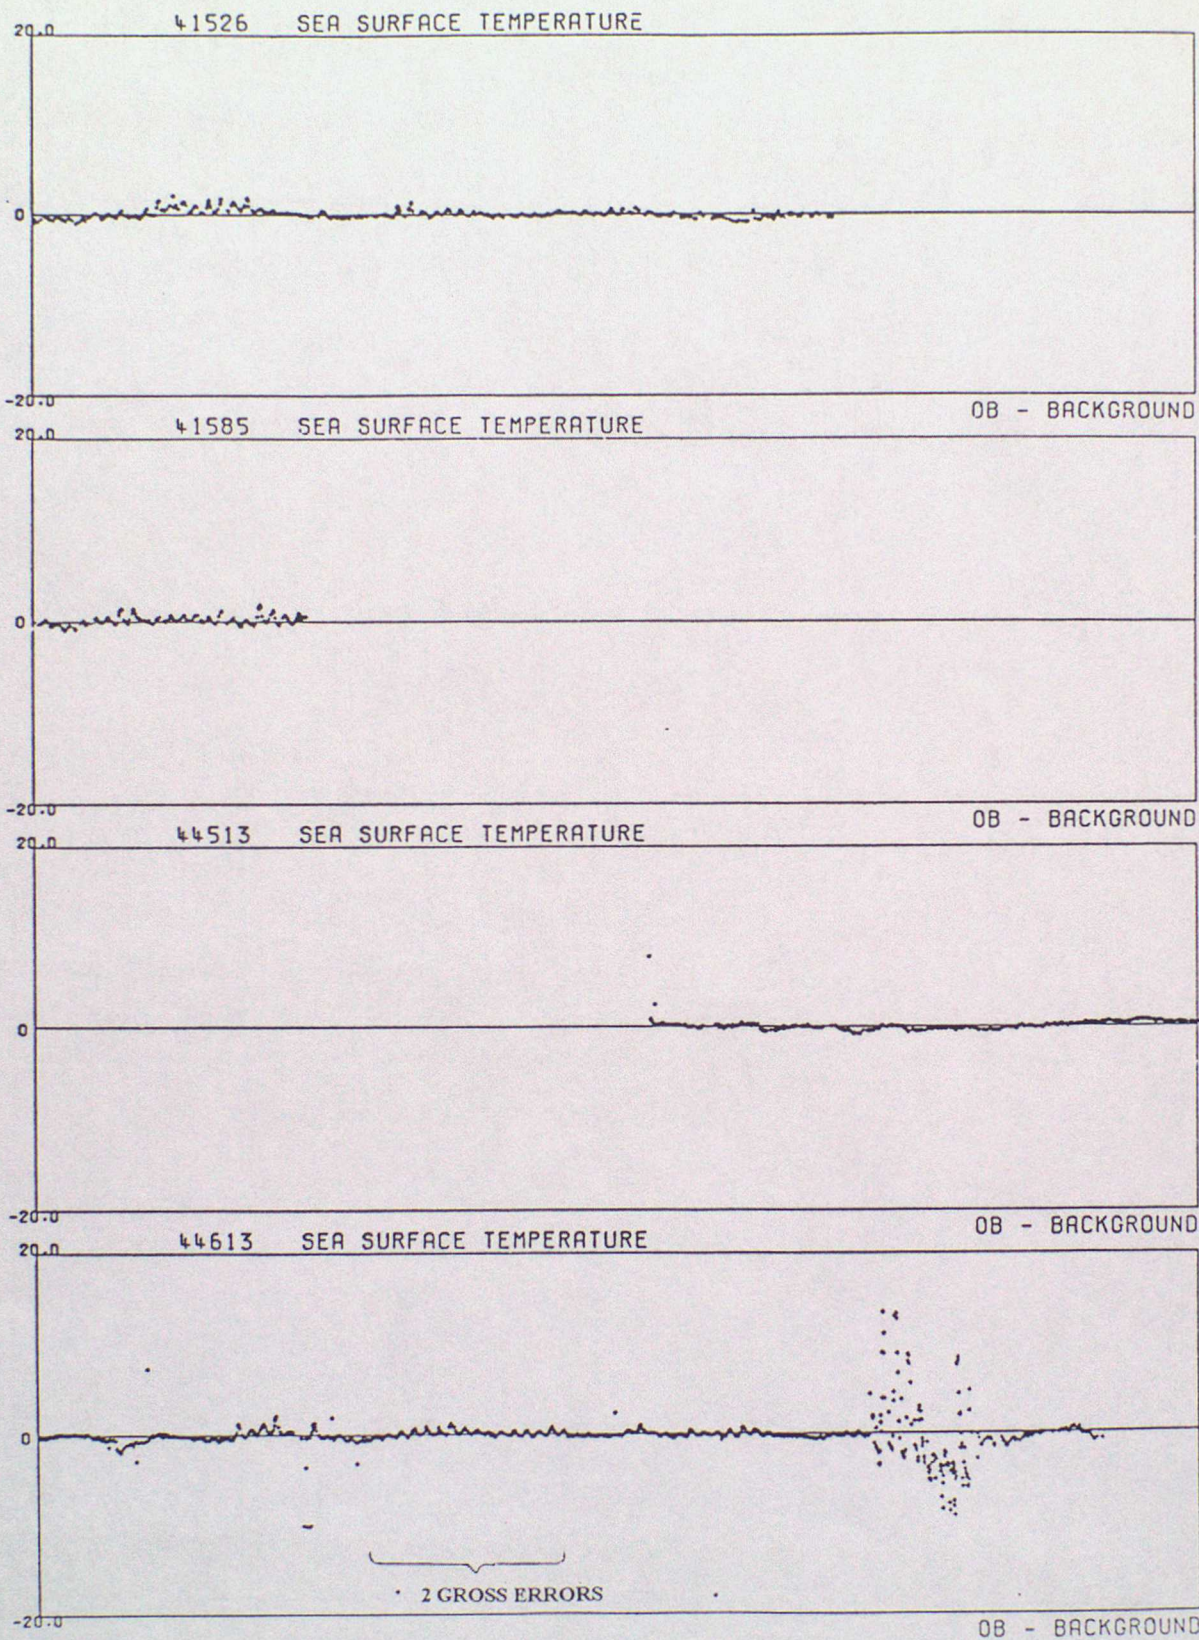 41526 SEA SURFACE TEMPERATURE
20.0
0
-20.0
OB - BACKGROUND
41585 SEA SURFACE TEMPERATURE
20.0
0
-20.0
OB - BACKGROUND
44513 SEA SURFACE TEMPERATURE
20.0
0
-20.0
OB - BACKGROUND
44613 SEA SURFACE TEMPERATURE
20.0
0
2 GROSS ERRORS
-20.0
OB - BACKGROUND